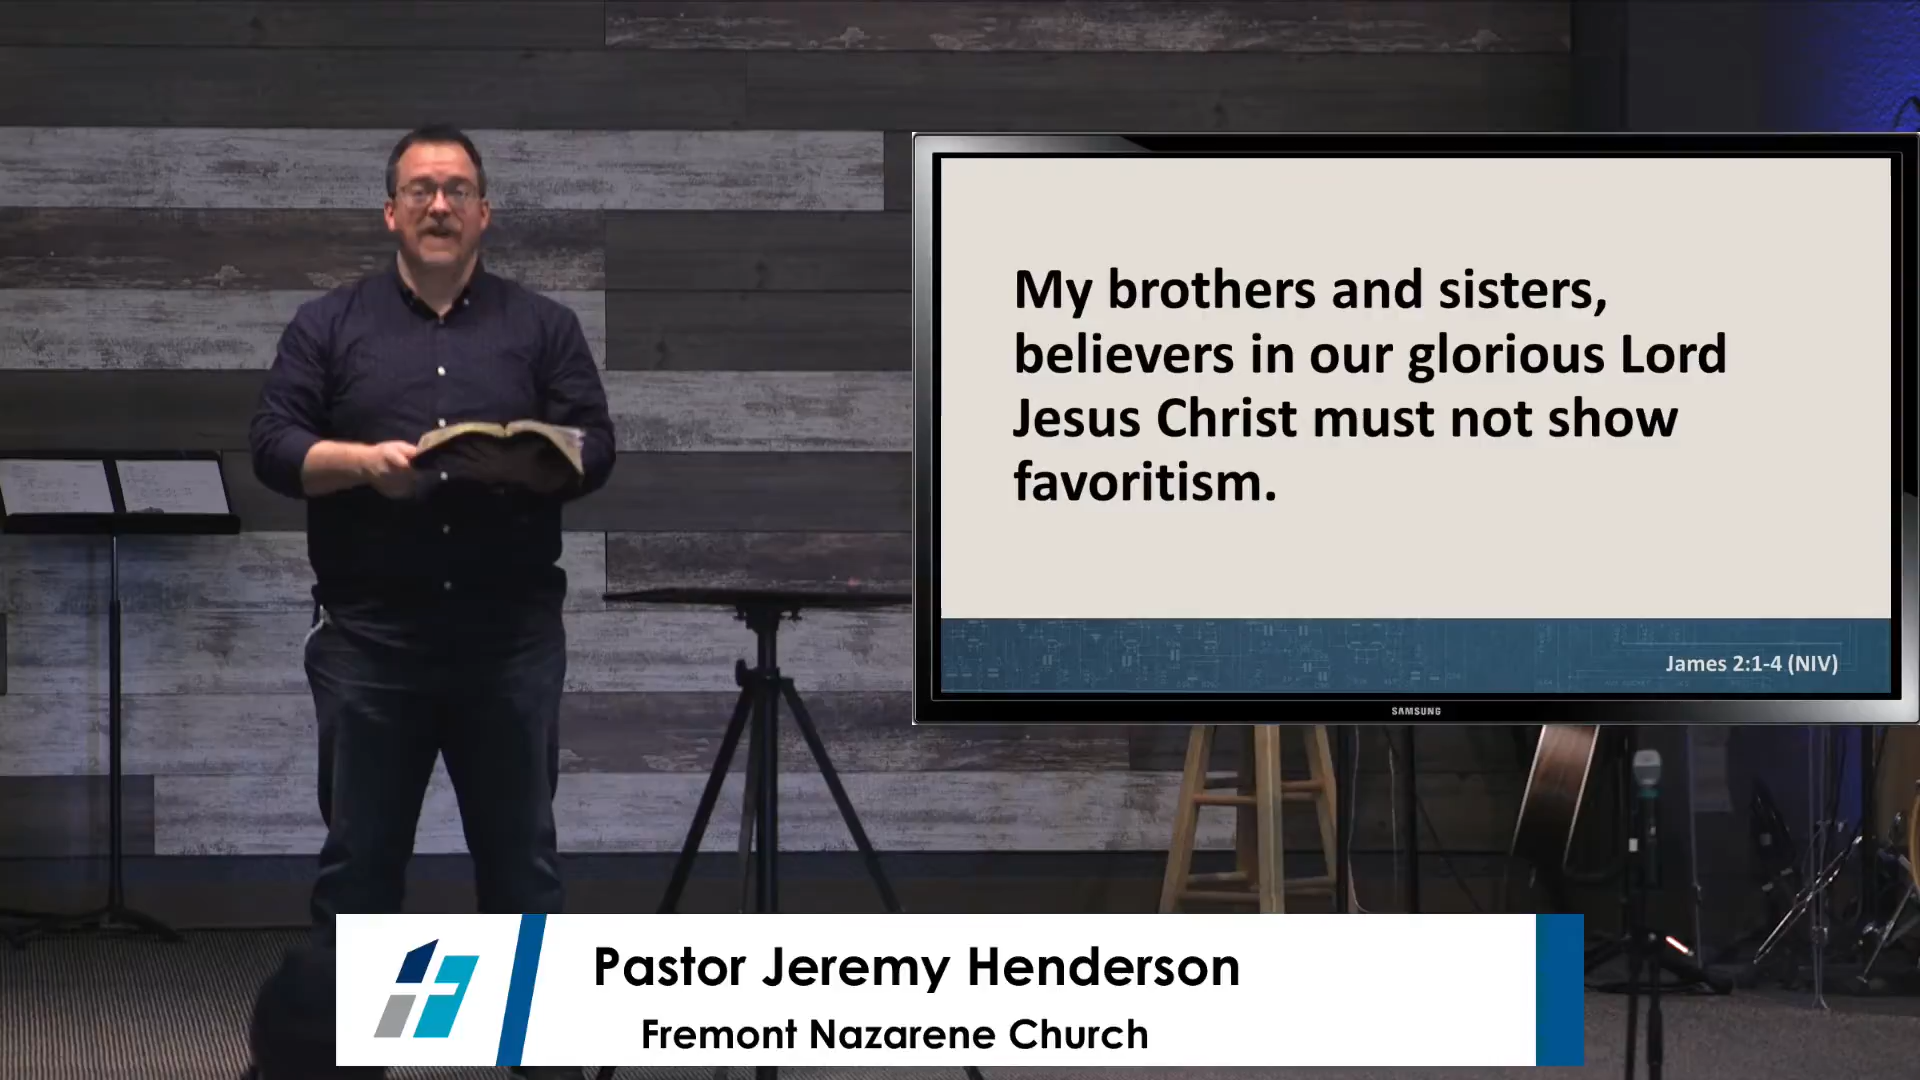 My brothers and sisters,
believers in our glorious Lord
Jesus Christ must not show
favoritism.
James 2:1-4 (NIV)
SAMSUNG
Pastor Jeremy Henderson
Fremont Nazarene Church